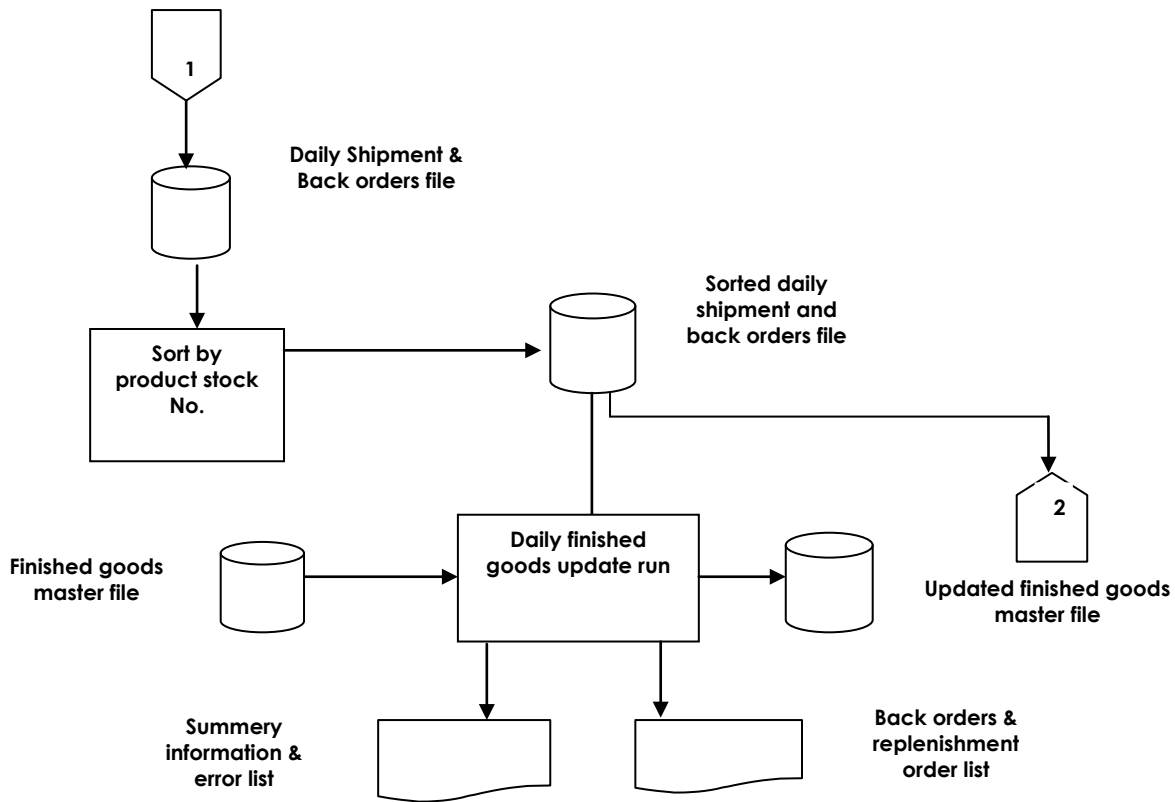 1
Daily Shipment &
Back orders file
Sorted daily
shipment and
back orders file
Sort by
product stock
No.
2
Daily finished
goods update run
Finished goods
master file
Updated finished goods
master file
Summery
information &
error list
Back orders &
replenishment
order list